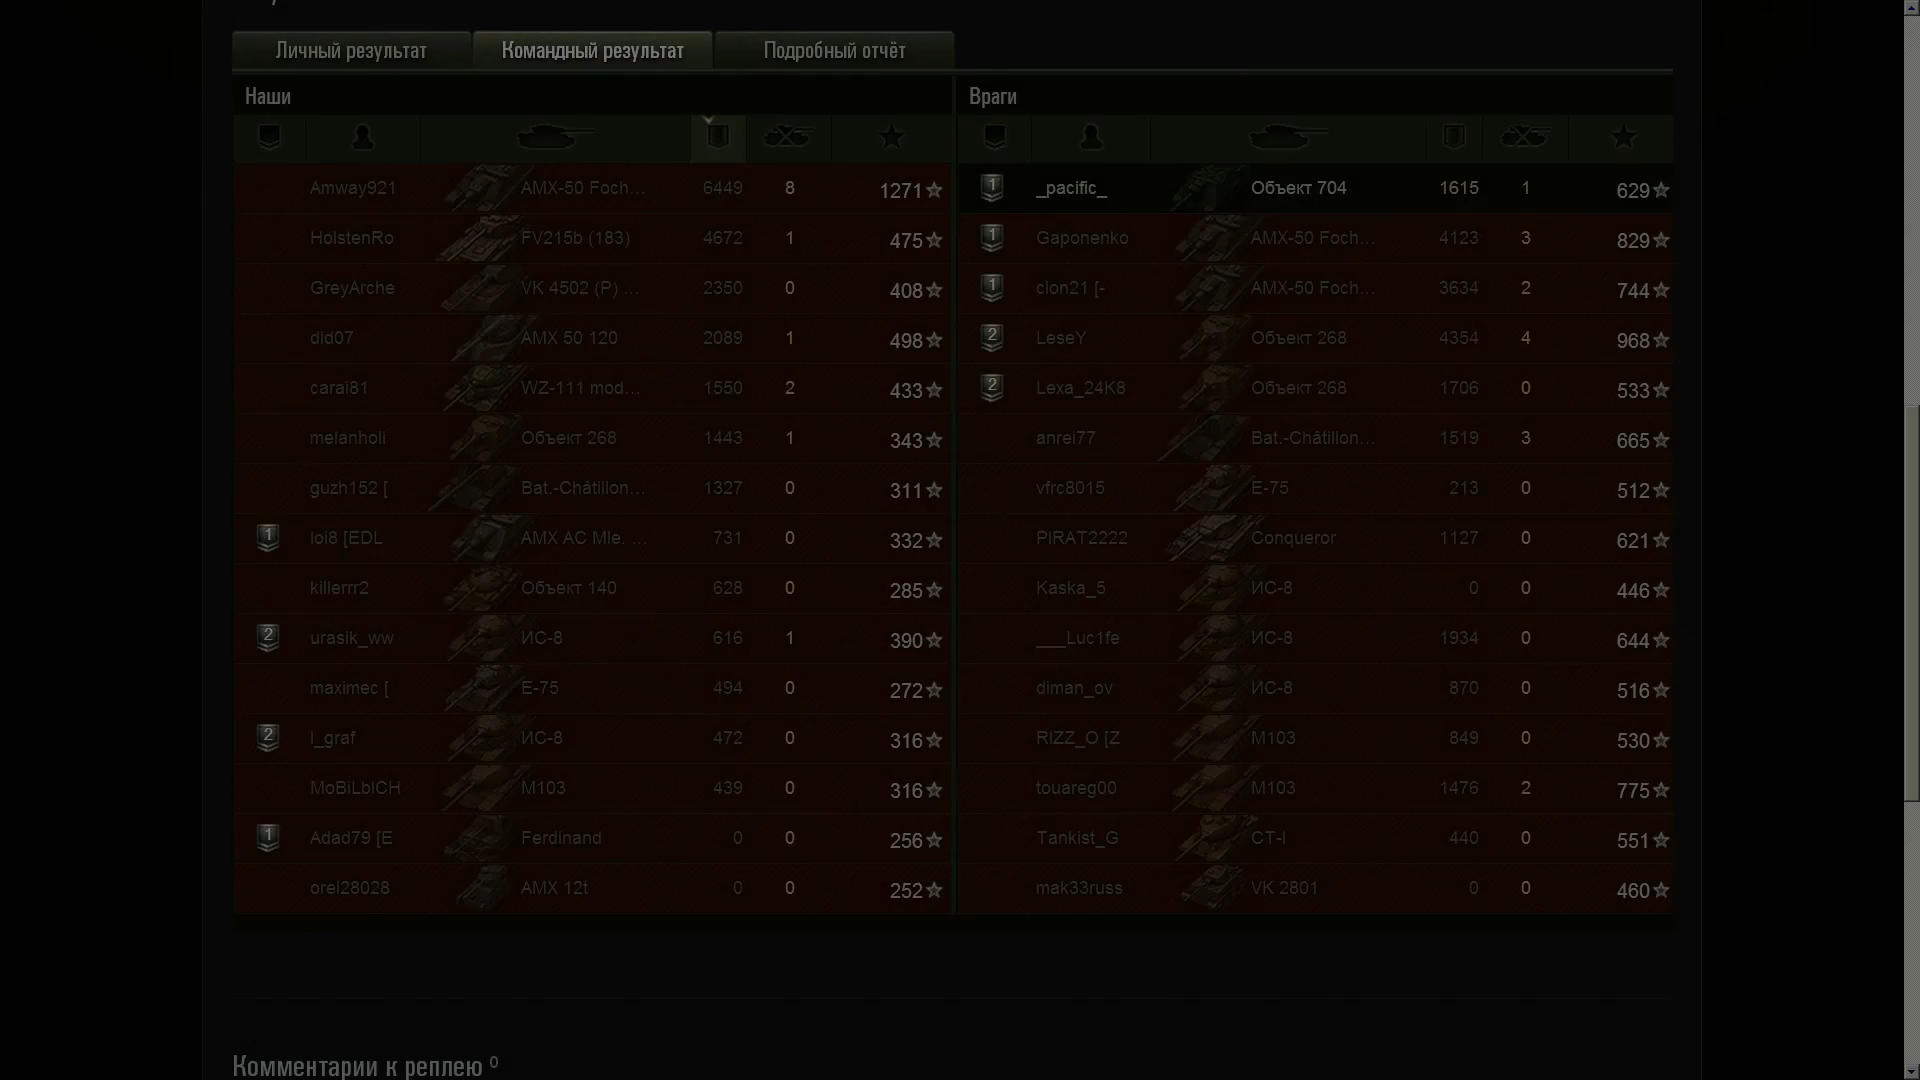 Личный результат Командный результат Подробный отчёт
Наши Враги
Amway921 AMX-50 Foch... 6449 8 1271
HolstenRo FV215b (183) 4672 1 475
GreyArche VK 4502 (P) ... 2350 0 408
did07 AMX 50 120 2089 1 498
carai81 WZ-111 mod... 1550 2 433
melanholi Объект 268 1443 1 343
guzh152 [ Bat.-Châtillon... 1327 0 311
1 loi8 [EDL AMX AC Mle. ... 731 0 332
killerrr2 Объект 140 628 0 285
2 urasik_ww ИС-8 616 1 390
maximec [ E-75 494 0 272
2 I_graf ИС-8 472 0 316
MoBiLbICH M103 439 0 316
1 Adad79 [E Ferdinand 0 0 256
orel28028 AMX 12t 0 0 252
1 _pacific_ Объект 704 1615 1 629
1 Gaponenko AMX-50 Foch... 4123 3 829
1 clon21 [- AMX-50 Foch... 3634 2 744
2 LeseY Объект 268 4354 4 968
2 Lexa_24K8 Объект 268 1706 0 533
anrei77 Bat.-Châtillon... 1519 3 665
vfrc8015 E-75 213 0 512
PIRAT2222 Conqueror 1127 0 621
Kaska_5 ИС-8 0 0 446
___Luc1fe ИС-8 1934 0 644
diman_ov ИС-8 870 0 516
RIZZ_O [Z M103 849 0 530
touareg00 M103 1476 2 775
Tankist_G СТ-I 440 0 551
mak33russ VK 2801 0 0 460
Комментарии к реплею 0